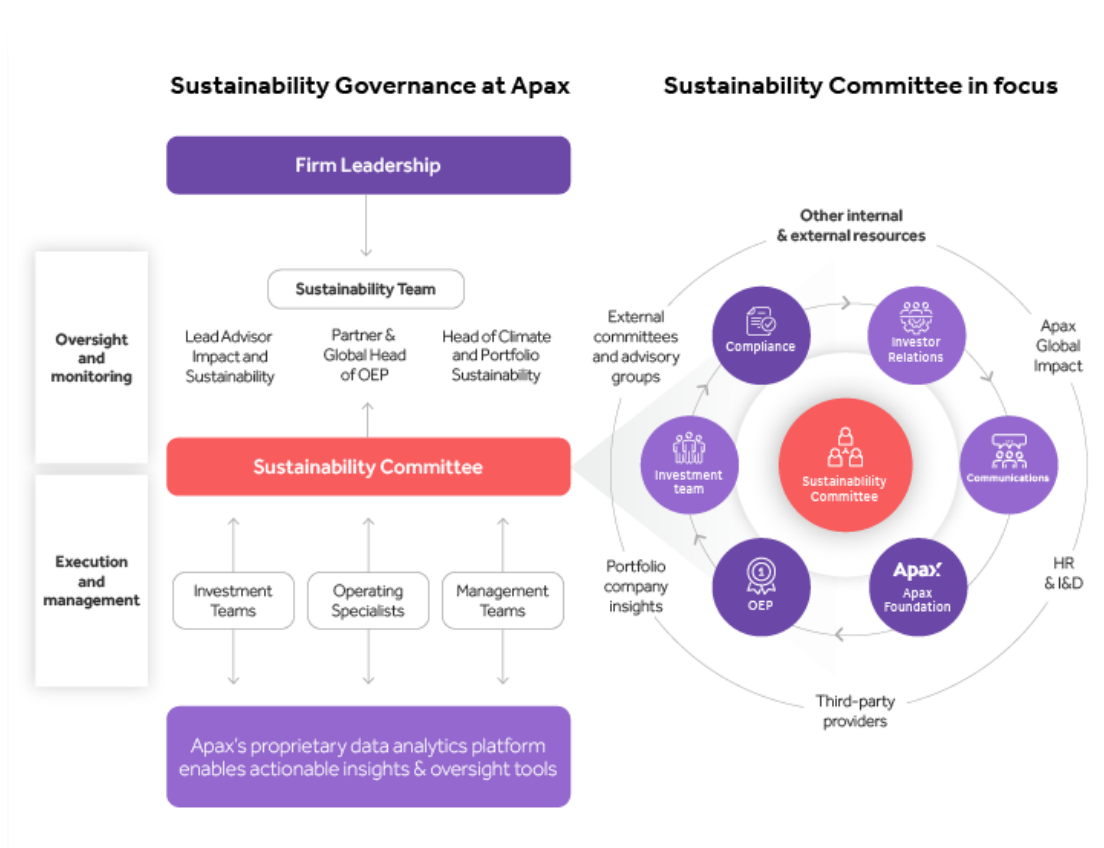 Sustainability Governance at Apax
Firm Leadership
Oversight
and
monitoring
Sustainability Team
Lead Advisor
Impact and
Sustainability
Partner &
Global Head
of OEP
Head of Climate
and Portfolio
Sustainability
Sustainability Committee
Execution
and
management
Investment
Teams
Operating
Specialists
Management
Teams
Apax's proprietary data analytics platform
enables actionable insights & oversight tools
Sustainability Committee in focus
Other internal
& external resources
External
committees
and advisory
groups
Compliance
Investor
Relations
Apax
Global
Impact
Investment
team
Sustainability
Committee
Communications
Portfolio
company
insights
OEP
Apax
Apax
Foundation
HR
& I&D
Third-party
providers